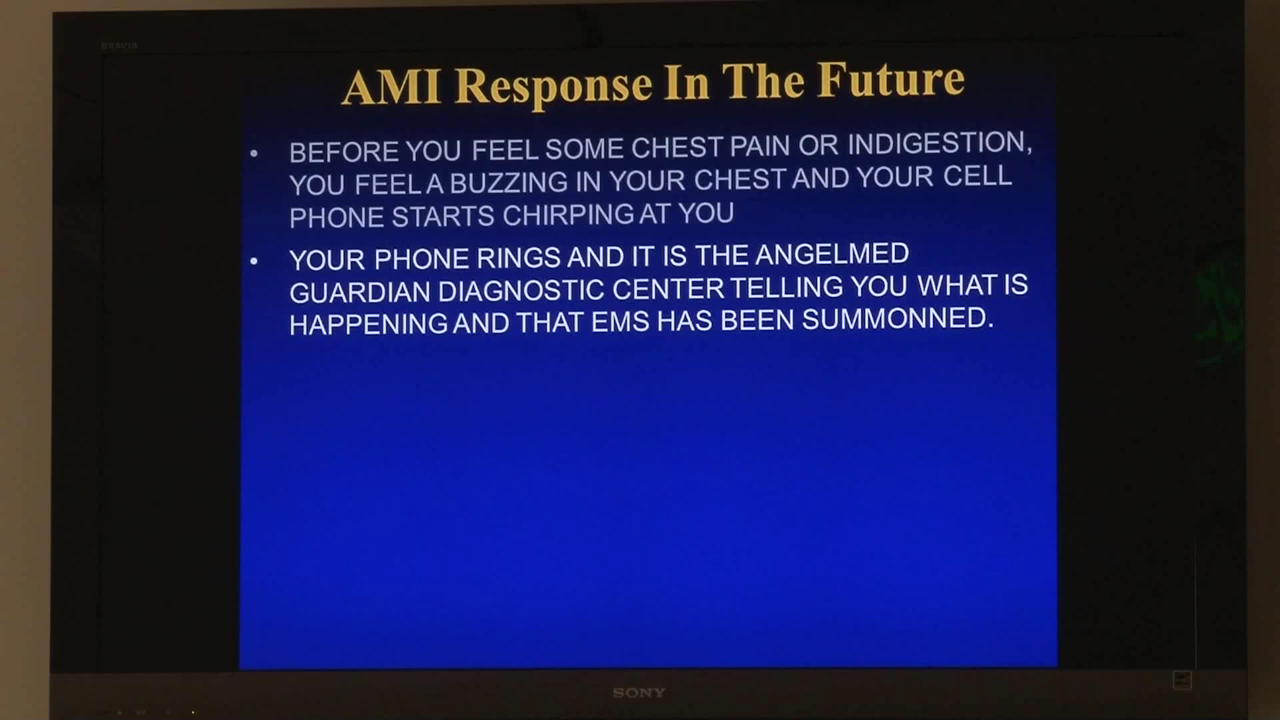 BRAVIA
AMI Response In The Future
• BEFORE YOU FEEL SOME CHEST PAIN OR INDIGESTION,
YOU FEEL A BUZZING IN YOUR CHEST AND YOUR CELL
PHONE STARTS CHIRPING AT YOU
• YOUR PHONE RINGS AND IT IS THE ANGELMED
GUARDIAN DIAGNOSTIC CENTER TELLING YOU WHAT IS
HAPPENING AND THAT EMS HAS BEEN SUMMONNED.
SONY